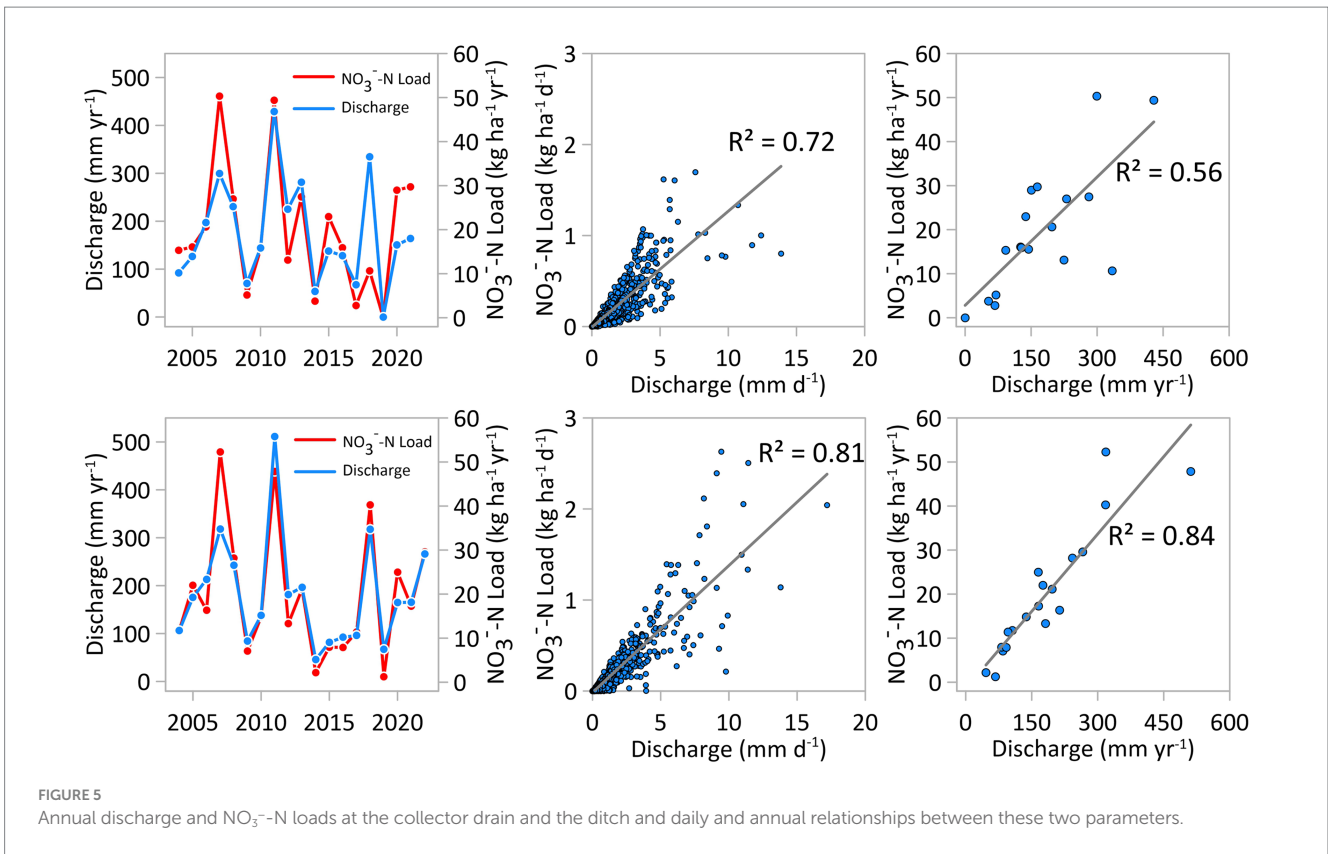 Discharge (mm yr⁻¹)
500
400
300
200
100
0
2005 2010 2015 2020
NO₃⁻-N Load
Discharge
60
50
40
30
20
10
0
NO₃⁻-N Load (kg ha⁻¹ yr⁻¹)
NO₃⁻-N Load (kg ha⁻¹ d⁻¹)
3
2
1
0
0 5 10 15 20
Discharge (mm d⁻¹)
R² = 0.72
NO₃⁻-N Load (kg ha⁻¹ yr⁻¹)
60
50
40
30
20
10
0
0 150 300 450 600
Discharge (mm yr⁻¹)
R² = 0.56
Discharge (mm yr⁻¹)
500
400
300
200
100
0
2005 2010 2015 2020
NO₃⁻-N Load
Discharge
60
50
40
30
20
10
0
NO₃⁻-N Load (kg ha⁻¹ yr⁻¹)
NO₃⁻-N Load (kg ha⁻¹ d⁻¹)
3
2
1
0
0 5 10 15 20
Discharge (mm d⁻¹)
R² = 0.81
NO₃⁻-N Load (kg ha⁻¹ yr⁻¹)
60
50
40
30
20
10
0
0 150 300 450 600
Discharge (mm yr⁻¹)
R² = 0.84
FIGURE 5
Annual discharge and NO₃⁻-N loads at the collector drain and the ditch and daily and annual relationships between these two parameters.